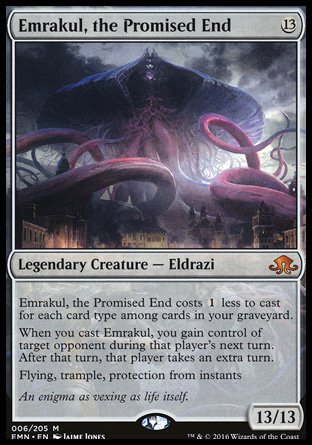 Emrakul, the Promised End 13
Legendary Creature — Eldrazi
Emrakul, the Promised End costs 1 less to cast
for each card type among cards in your graveyard.
When you cast Emrakul, you gain control of
target opponent during that player's next turn.
After that turn, that player takes an extra turn.
Flying, trample, protection from instants
An enigma as vexing as life itself.
13/13
006/205 M
EMN • EN JAIME JONES
™ & © 2016 Wizards of the Coast